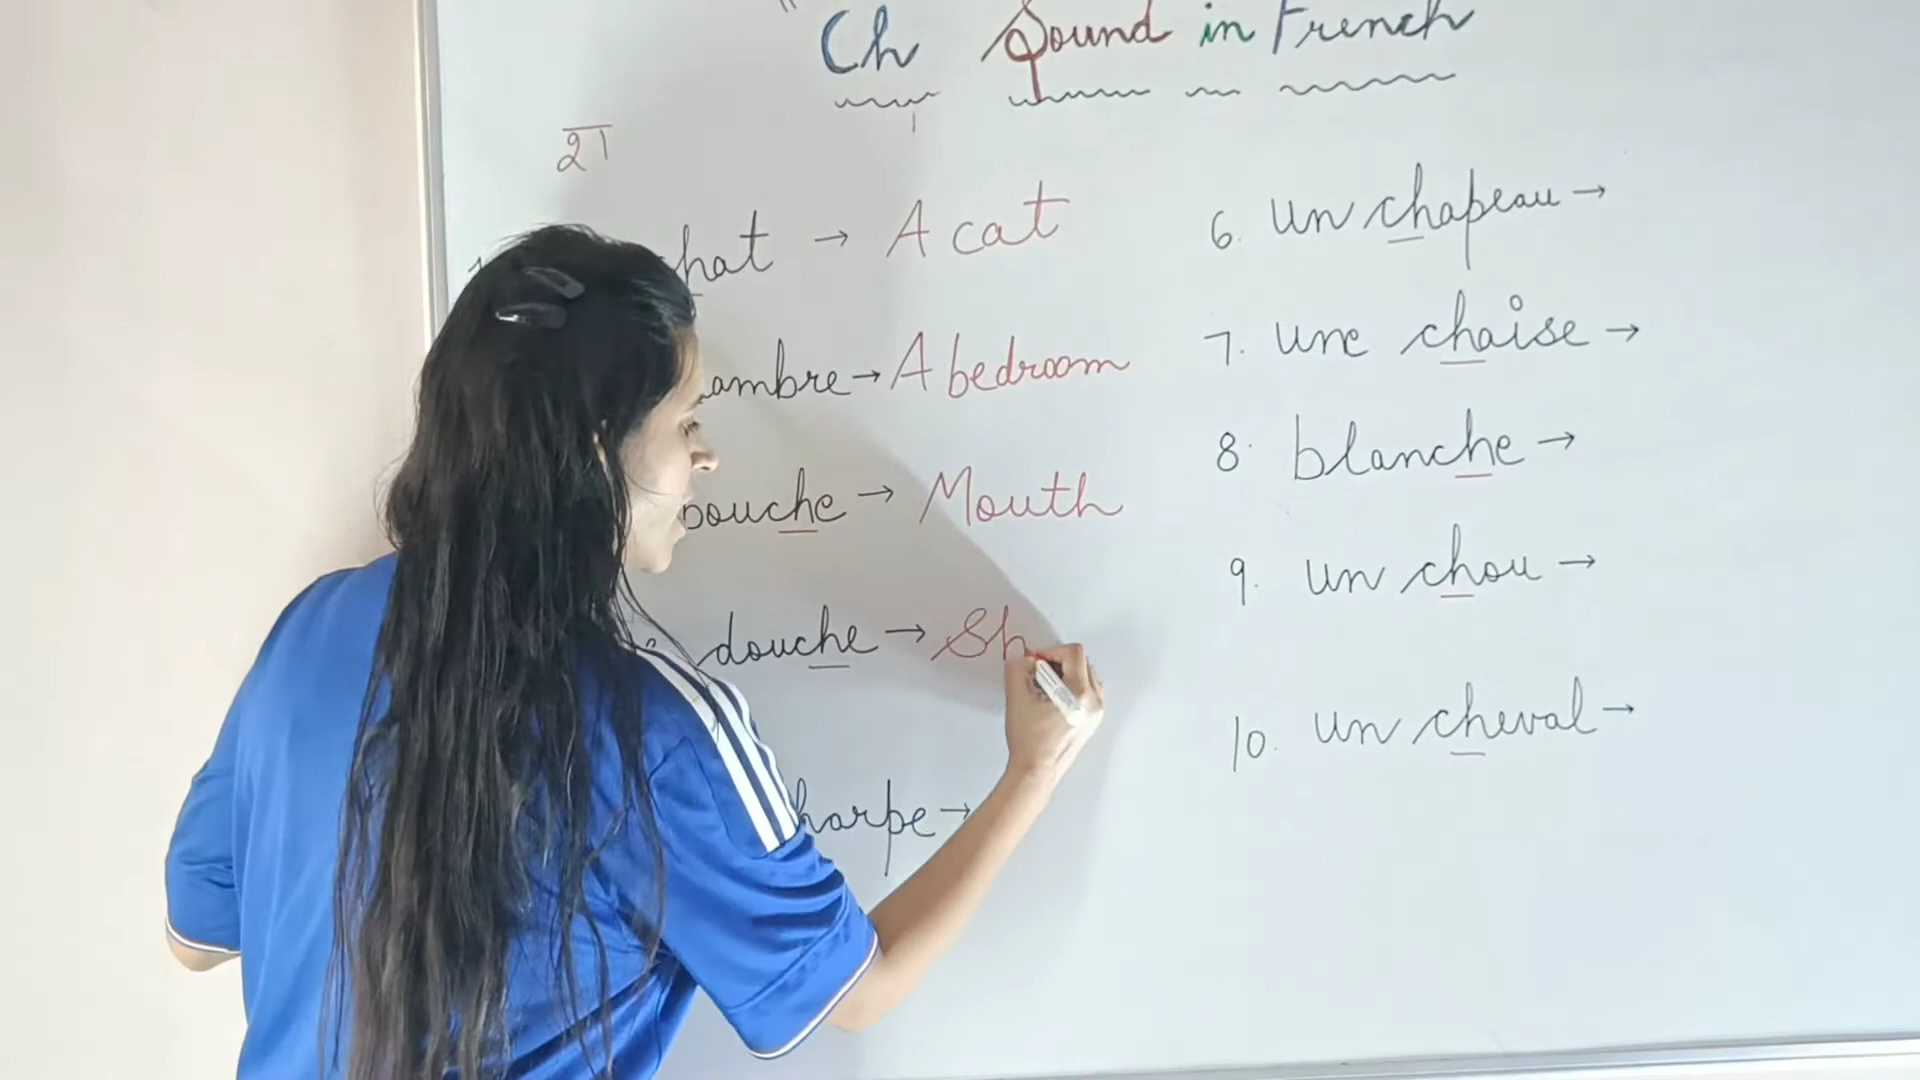 Ch Sound in French
श
hat → A cat
ambre → A bedroom
bouche → Mouth
douche → Sh
harpe →
6. un chapeau →
7. une chaise →
8. blanche →
9. un chou →
10. un cheval →